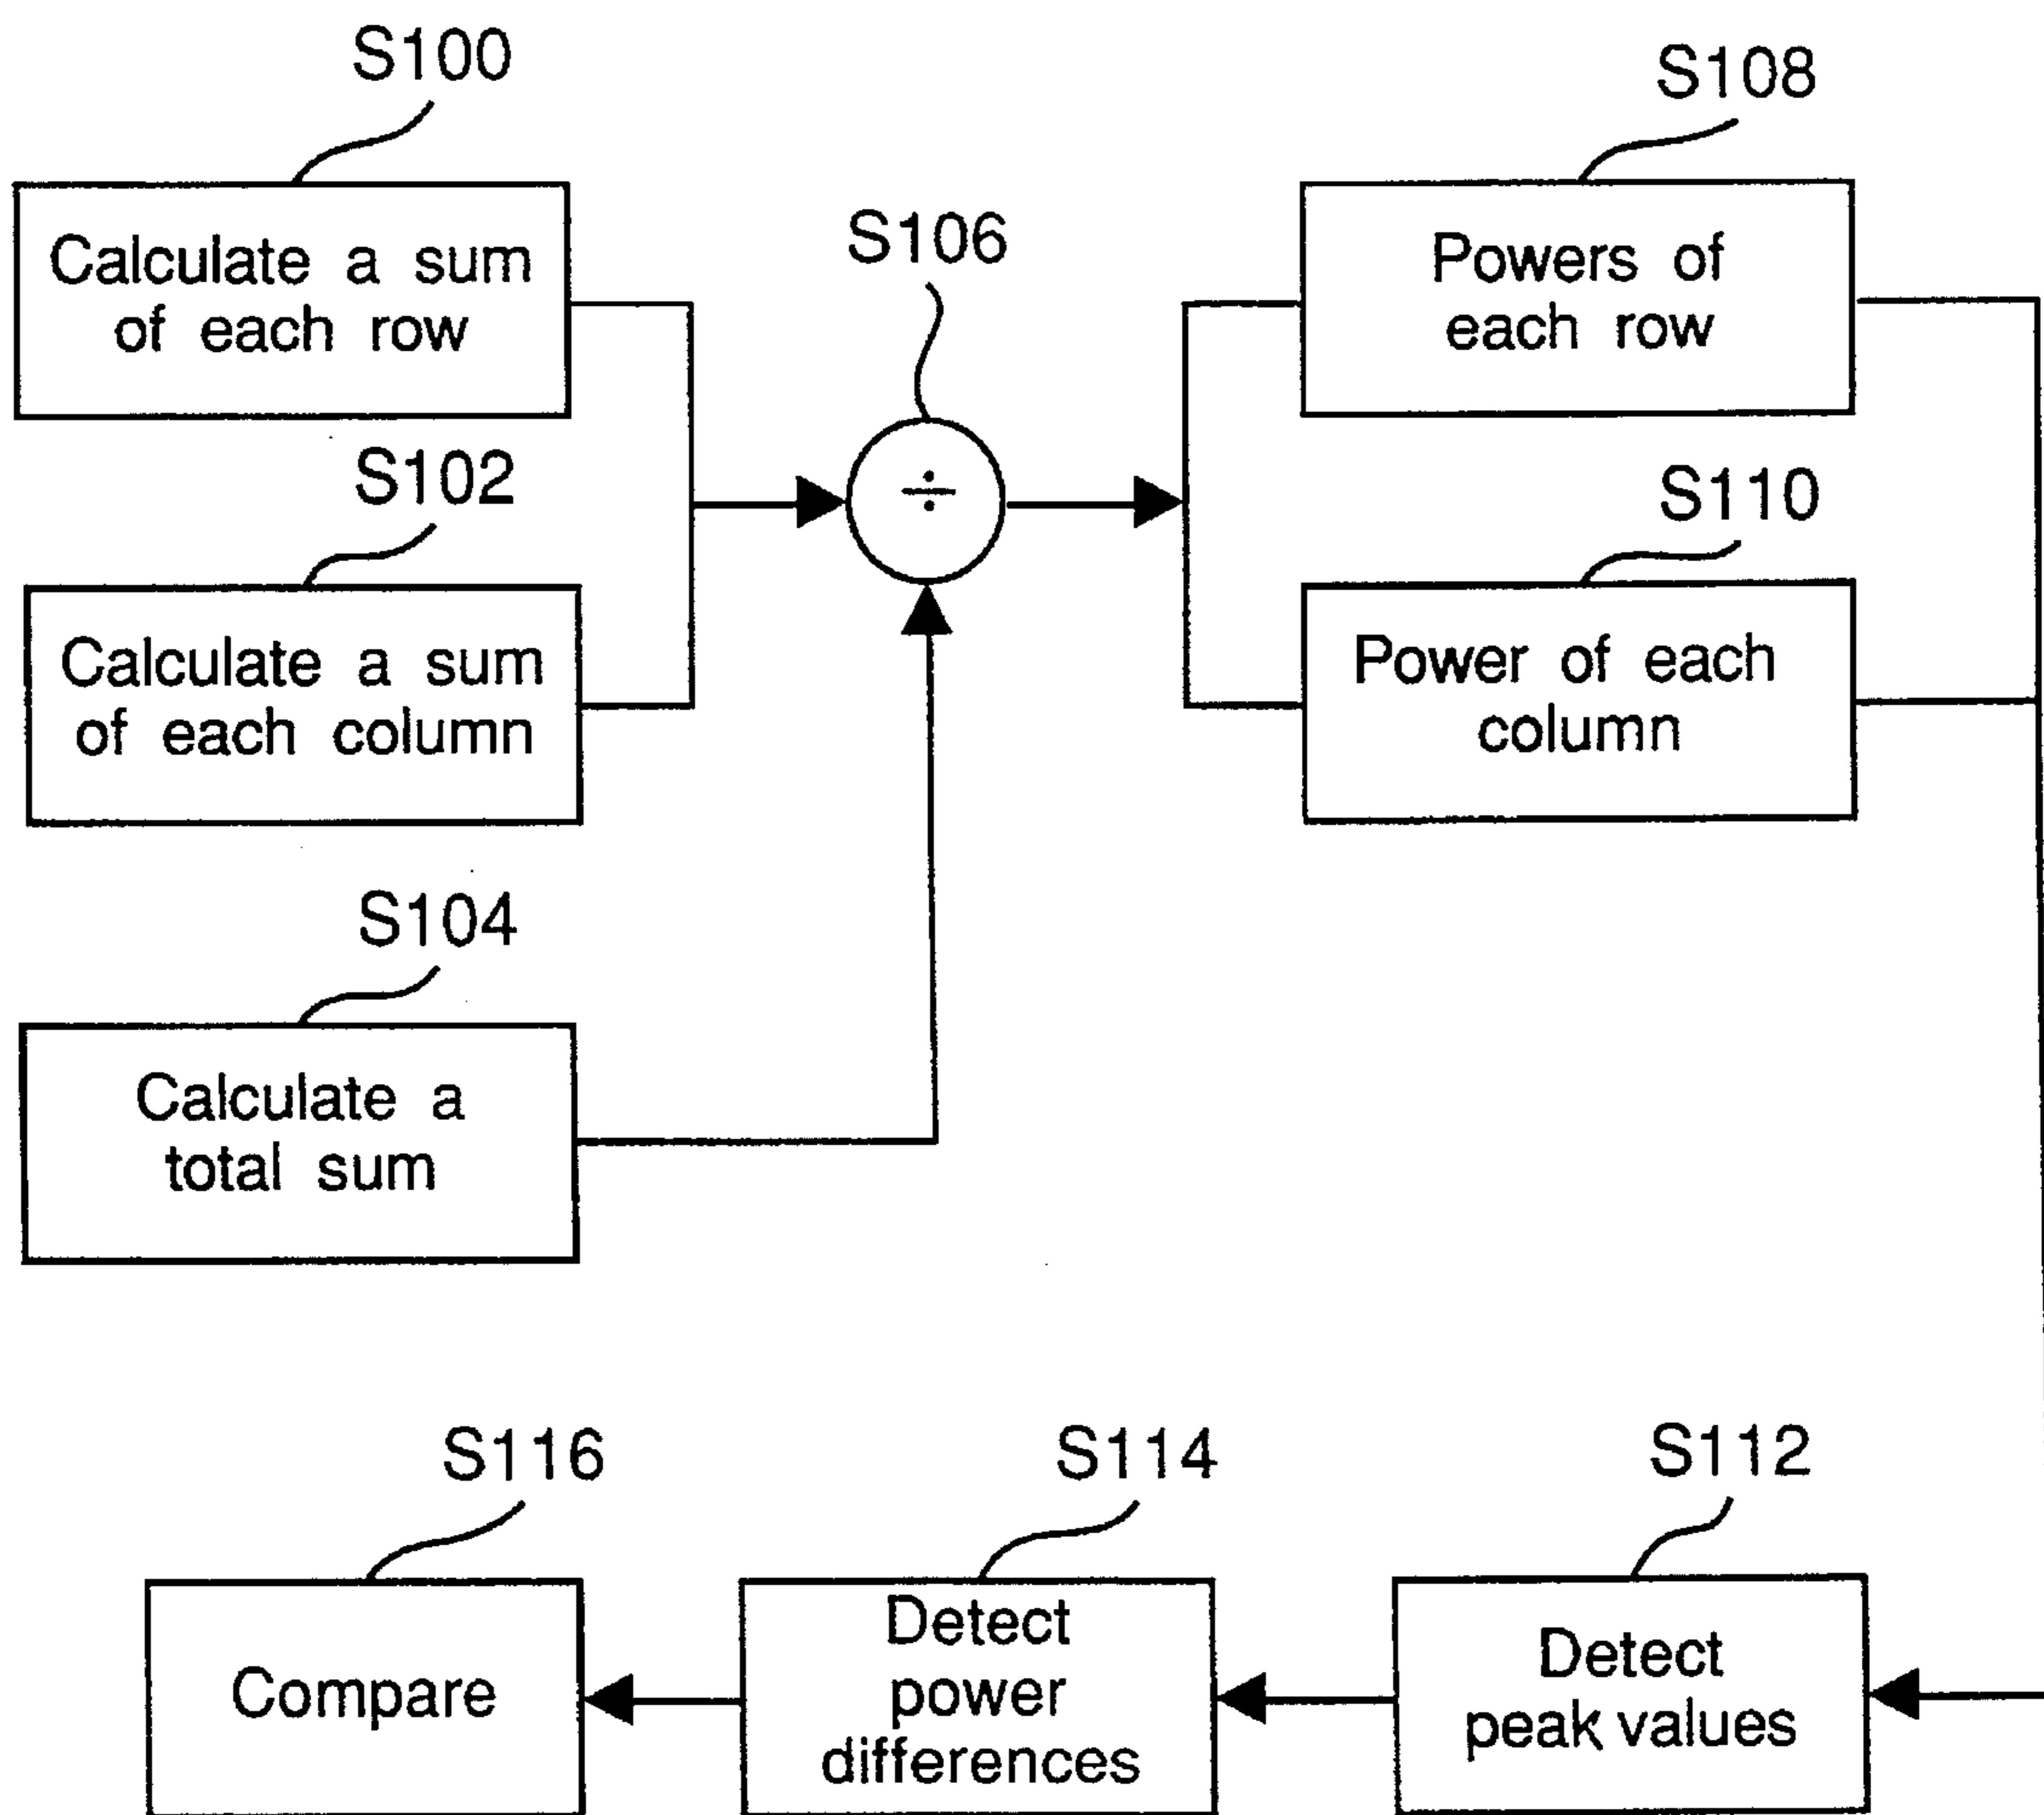 S100
Calculate a sum
of each row
S102
Calculate a sum
of each column
S104
Calculate a
total sum
S106
÷
S108
Powers of
each row
S110
Power of each
column
S112
Detect
peak values
S114
Detect
power
differences
S116
Compare